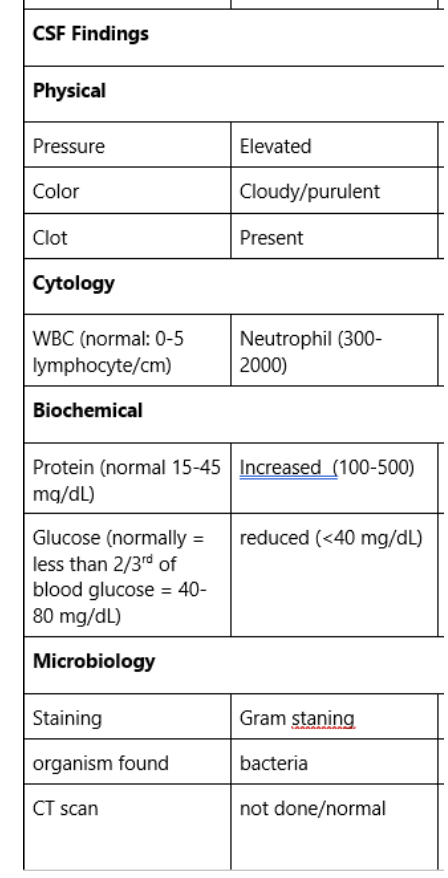 CSF Findings
Physical
Pressure Elevated
Color Cloudy/purulent
Clot Present
Cytology
WBC (normal: 0-5 Neutrophil (300-
lymphocyte/cm) 2000)
Biochemical
Protein (normal 15-45 Increased (100-500)
mg/dL)
Glucose (normally = reduced (<40 mg/dL)
less than 2/3rd of
blood glucose = 40-
80 mg/dL)
Microbiology
Staining Gram staning
organism found bacteria
CT scan not done/normal